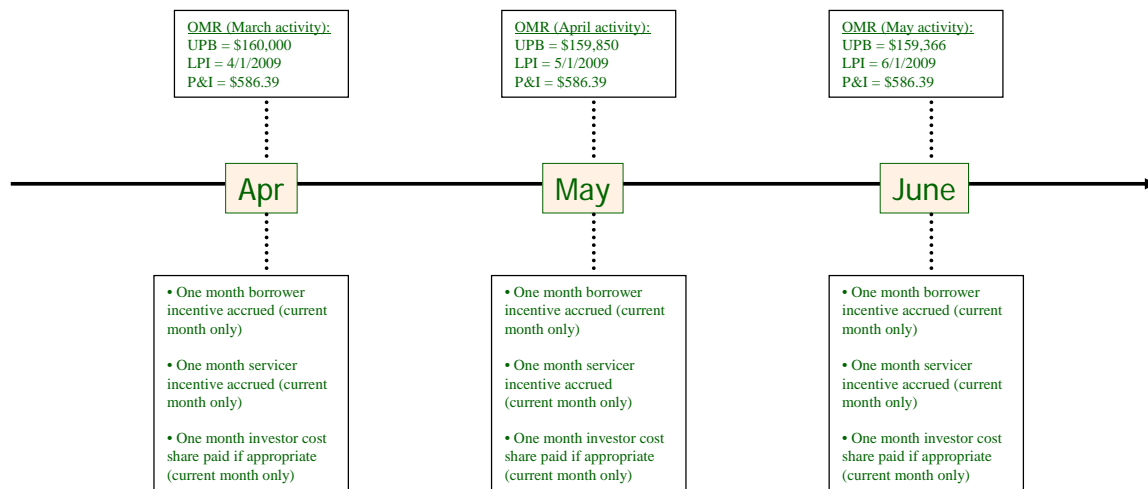 OMR (March activity):
UPB = $160,000
LPI = 4/1/2009
P&I = $586.39
OMR (April activity):
UPB = $159,850
LPI = 5/1/2009
P&I = $586.39
OMR (May activity):
UPB = $159,366
LPI = 6/1/2009
P&I = $586.39
Apr
May
June
• One month borrower
incentive accrued (current
month only)
• One month servicer
incentive accrued (current
month only)
• One month investor cost
share paid if appropriate
(current month only)
• One month borrower
incentive accrued (current
month only)
• One month servicer
incentive accrued
(current month only)
• One month investor cost
share paid if appropriate
(current month only)
• One month borrower
incentive accrued (current
month only)
• One month servicer
incentive accrued (current
month only)
• One month investor cost
share paid if appropriate
(current month only)